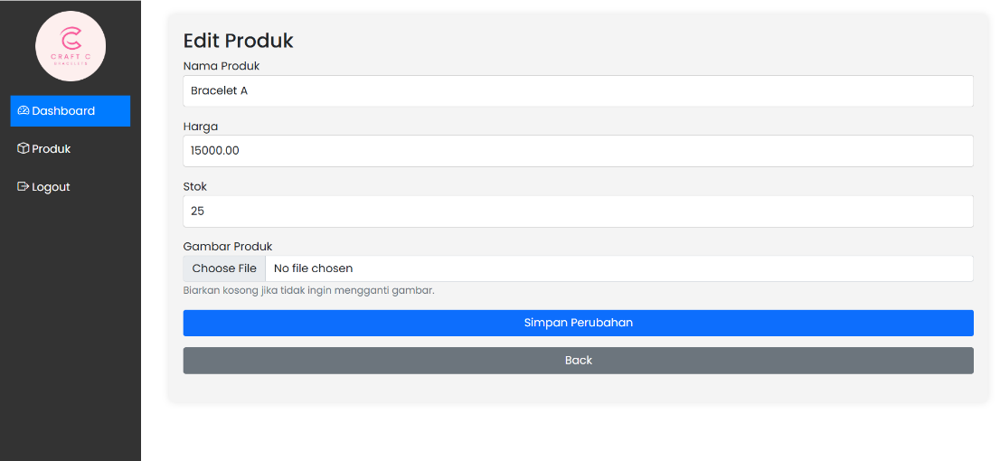 CRAFT C
BRACELETS
Dashboard
Produk
Logout
Edit Produk
Nama Produk
Bracelet A
Harga
15000.00
Stok
25
Gambar Produk
Choose File No file chosen
Biarkan kosong jika tidak ingin mengganti gambar.
Simpan Perubahan
Back